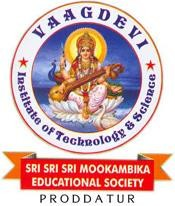 VAAGDEVI
Institute of Technology & Science
SRI SRI SRI MOOKAMBIKA
EDUCATIONAL SOCIETY
PRODDATUR